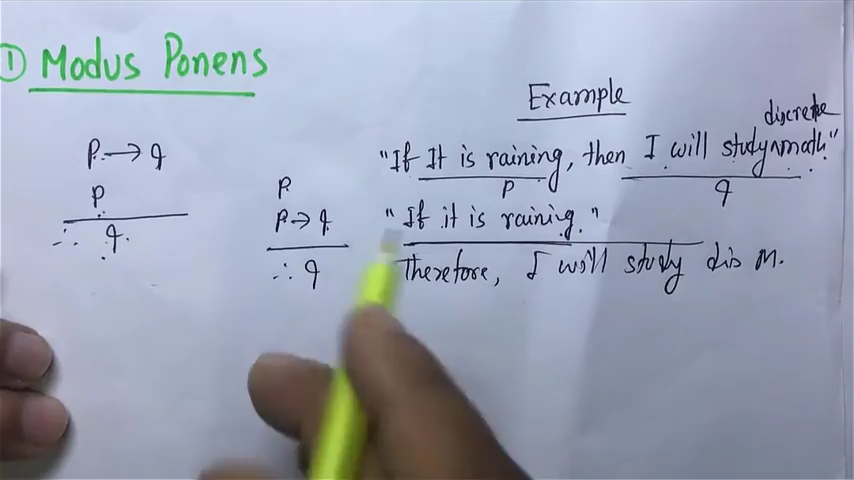 ① Modus Ponens
Example
discrete
"If It is raining, then I will study ^ math."
p
q
"If it is raining."
Therefore, I will study dis M.
p → q
p
∴ q
p
p → q
∴ q